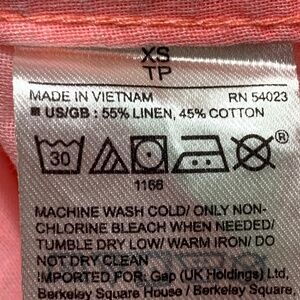 XS
TP
MADE IN VIETNAM RN 54023
US/GB : 55% LINEN, 45% COTTON
30
1166
MACHINE WASH COLD/ ONLY NON-
CHLORINE BLEACH WHEN NEEDED/
TUMBLE DRY LOW/ WARM IRON/ DO
NOT DRY CLEAN
IMPORTED FOR: Gap (UK Holdings) Ltd,
Berkeley Square House / Berkeley Square